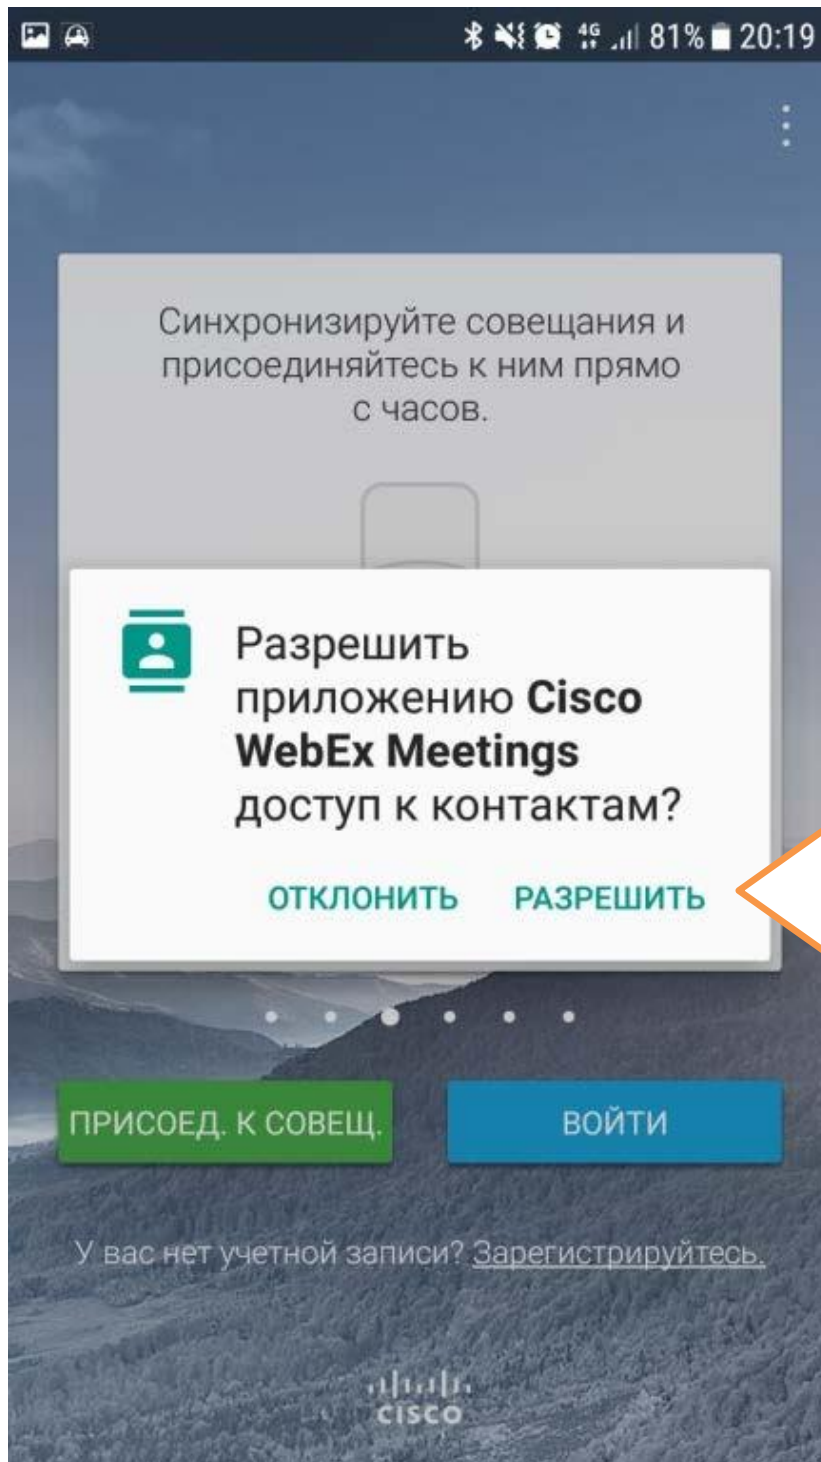 4G 81% 20:19
Синхронизируйте совещания и
присоединяйтесь к ним прямо
с часов.
Разрешить
приложению Cisco
WebEx Meetings
доступ к контактам?
ОТКЛОНИТЬ РАЗРЕШИТЬ
ПРИСОЕД. К СОВЕЩ. ВОЙТИ
У вас нет учетной записи? Зарегистрируйтесь.
CISCO